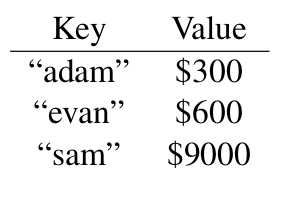 Key Value
“adam” $300
“evan” $600
“sam” $9000